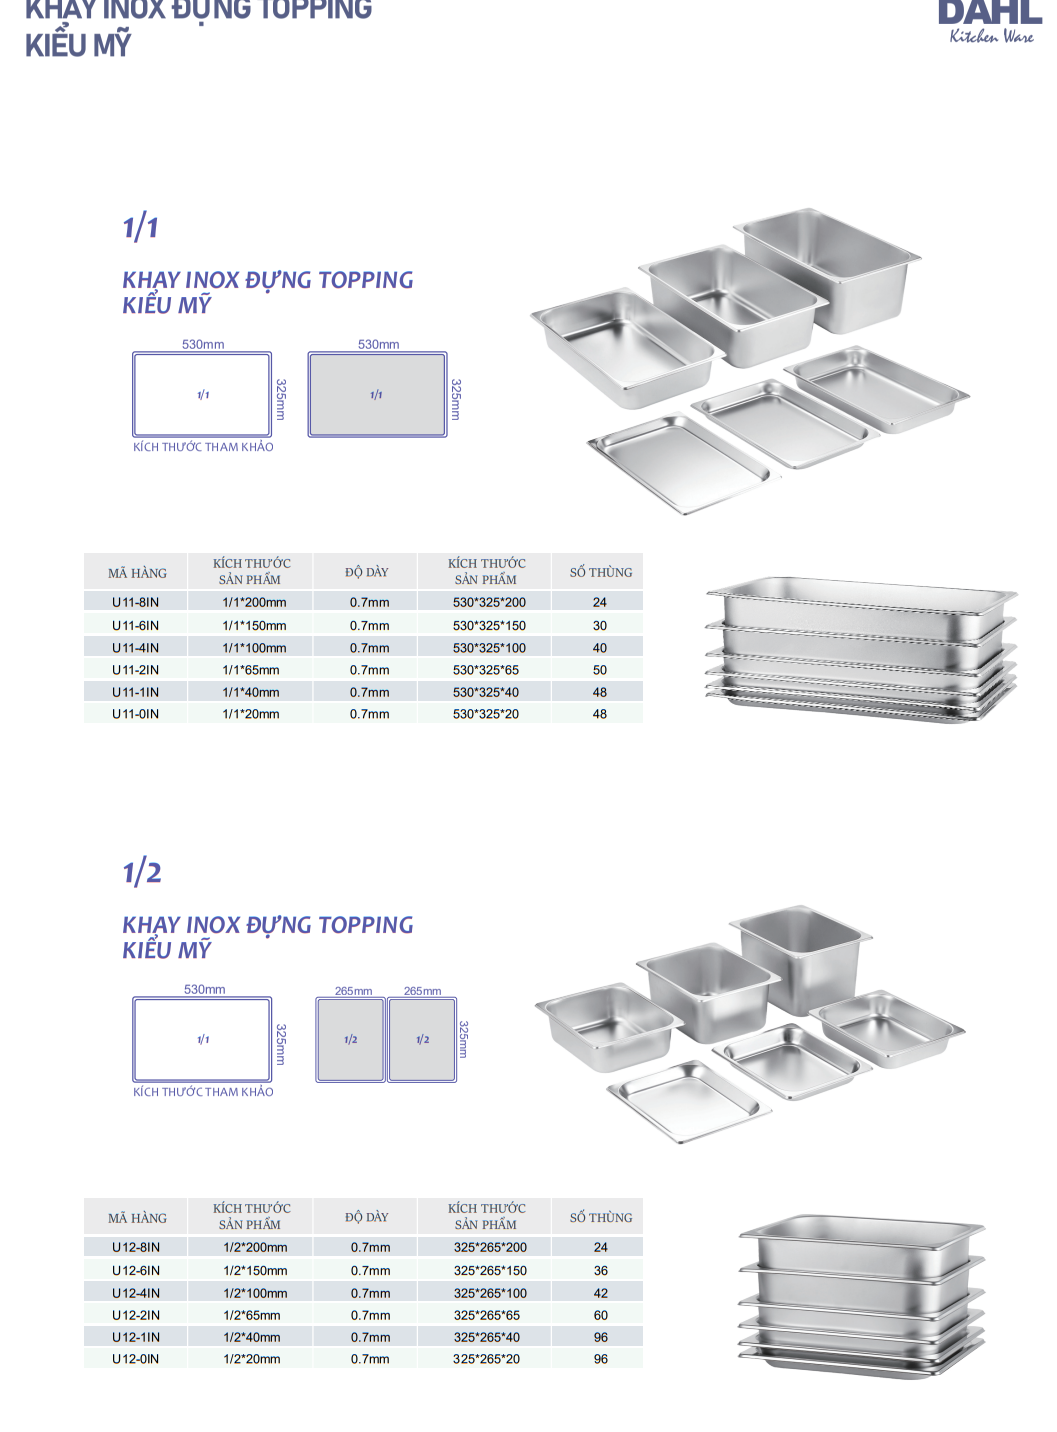 KHAY INOX ĐỰNG TOPPING
KIỂU MỸ
DAHL
Kitchen Ware
1/1
KHAY INOX ĐỰNG TOPPING
KIỂU MỸ
530mm
530mm
1/1
325mm
1/1
325mm
KÍCH THƯỚC THAM KHẢO
MÃ HÀNG KÍCH THƯỚC SẢN PHẨM ĐỘ DÀY KÍCH THƯỚC SẢN PHẨM SỐ THÙNG
U11-8IN 1/1*200mm 0.7mm 530*325*200 24
U11-6IN 1/1*150mm 0.7mm 530*325*150 30
U11-4IN 1/1*100mm 0.7mm 530*325*100 40
U11-2IN 1/1*65mm 0.7mm 530*325*65 50
U11-1IN 1/1*40mm 0.7mm 530*325*40 48
U11-0IN 1/1*20mm 0.7mm 530*325*20 48
1/2
KHAY INOX ĐỰNG TOPPING
KIỂU MỸ
530mm
265mm 265mm
1/1
325mm
1/2
1/2
325mm
KÍCH THƯỚC THAM KHẢO
MÃ HÀNG KÍCH THƯỚC SẢN PHẨM ĐỘ DÀY KÍCH THƯỚC SẢN PHẨM SỐ THÙNG
U12-8IN 1/2*200mm 0.7mm 325*265*200 24
U12-6IN 1/2*150mm 0.7mm 325*265*150 36
U12-4IN 1/2*100mm 0.7mm 325*265*100 42
U12-2IN 1/2*65mm 0.7mm 325*265*65 60
U12-1IN 1/2*40mm 0.7mm 325*265*40 96
U12-0IN 1/2*20mm 0.7mm 325*265*20 96